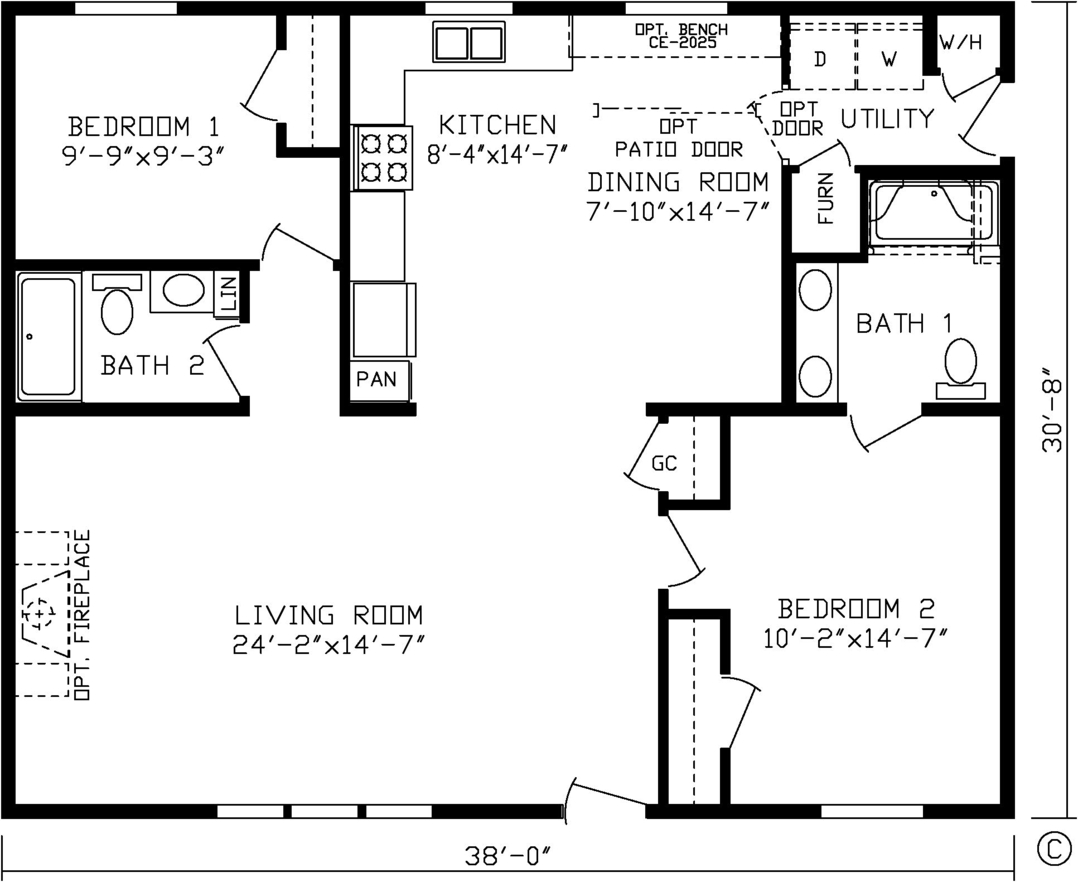 OPT. BENCH
CE-2025
D
W
W/H
BEDROOM 1
9'-9"x9'-3"
KITCHEN
8'-4"x14'-7"
OPT
PATIO DOOR
OPT
DOOR
UTILITY
DINING ROOM
7'-10"x14'-7"
FURN
LIN
BATH 2
PAN
BATH 1
GC
30'-8"
OPT. FIREPLACE
LIVING ROOM
24'-2"x14'-7"
BEDROOM 2
10'-2"x14'-7"
38'-0"
©